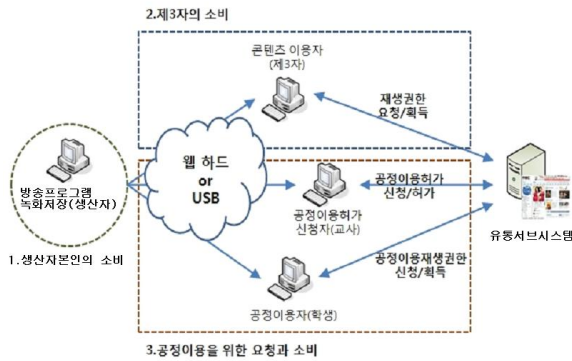 2.제3자의 소비
콘텐츠 이용자
(제3자)
재생권한
요청/획득
방송프로그램
녹화저장(생산자)
1.생산자본인의 소비
웹 하드
or
USB
공정이용허가
신청자(교사)
공정이용허가
신청/허가
유통서브시스템
공정이용재생권한
신청/획득
공정이용자(학생)
3.공정이용을 위한 요청과 소비